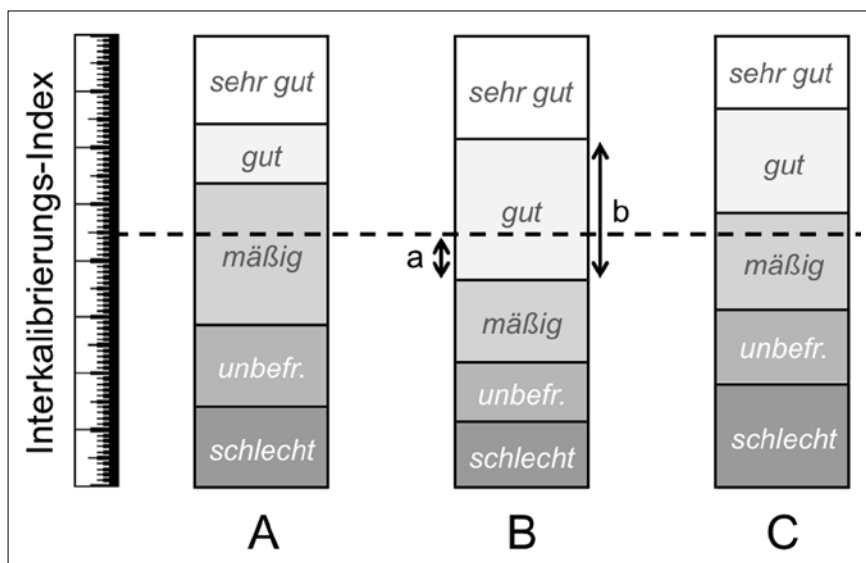 Interkalibrierungs-Index
sehr gut
gut
mäßig
unbefr.
schlecht
A
sehr gut
gut
mäßig
unbefr.
schlecht
B
a
b
sehr gut
gut
mäßig
unbefr.
schlecht
C